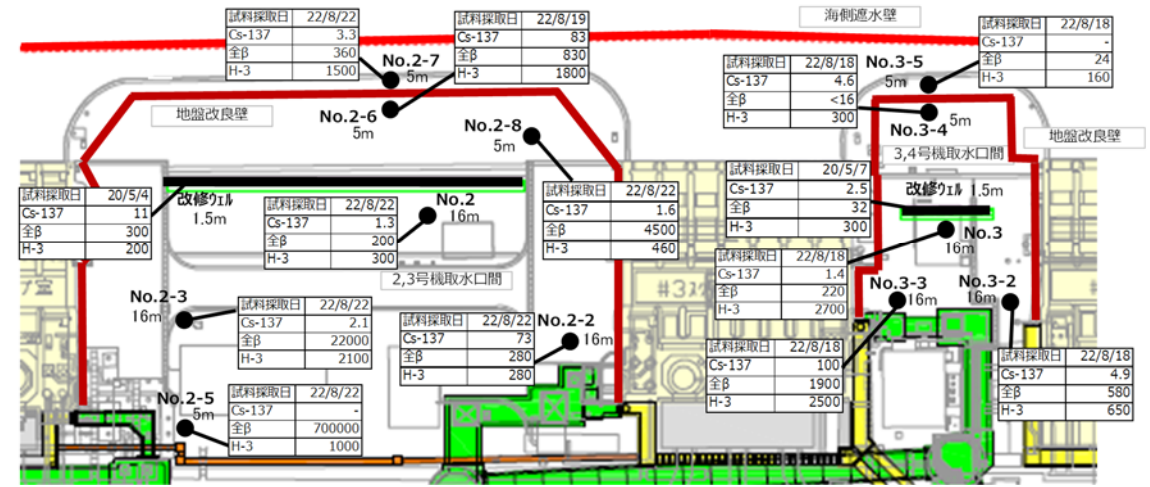 海側遮水壁
試料採取日 22/8/22
Cs-137 3.3
全β 360
H-3 1500
No.2-7
5m
試料採取日 22/8/19
Cs-137 83
全β 830
H-3 1800
No.2-6
5m
試料採取日 22/8/18
Cs-137 -
全β 24
H-3 160
No.3-5
5m
試料採取日 22/8/18
Cs-137 4.6
全β <16
H-3 300
No.3-4
5m
地盤改良壁
地盤改良壁
No.2-8
5m
3,4号機取水口間
試料採取日 20/5/4
Cs-137 11
全β 300
H-3 200
改修ウェル
1.5m
試料採取日 22/8/22
Cs-137 1.3
全β 200
H-3 300
No.2
16m
試料採取日 22/8/22
Cs-137 1.6
全β 4500
H-3 460
試料採取日 20/5/7
Cs-137 2.5
全β 32
H-3 300
改修ウェル 1.5m
No.3
16m
2,3号機取水口間
試料採取日 22/8/18
Cs-137 1.4
全β 220
H-3 2700
No.2-3
16m
試料採取日 22/8/22
Cs-137 2.1
全β 22000
H-3 2100
試料採取日 22/8/22
Cs-137 73
全β 280
H-3 280
No.2-2
16m
No.3-3
16m
No.3-2
16m
試料採取日 22/8/18
Cs-137 100
全β 1900
H-3 2500
試料採取日 22/8/18
Cs-137 4.9
全β 580
H-3 650
No.2-5
5m
試料採取日 22/8/22
Cs-137 -
全β 700000
H-3 1000